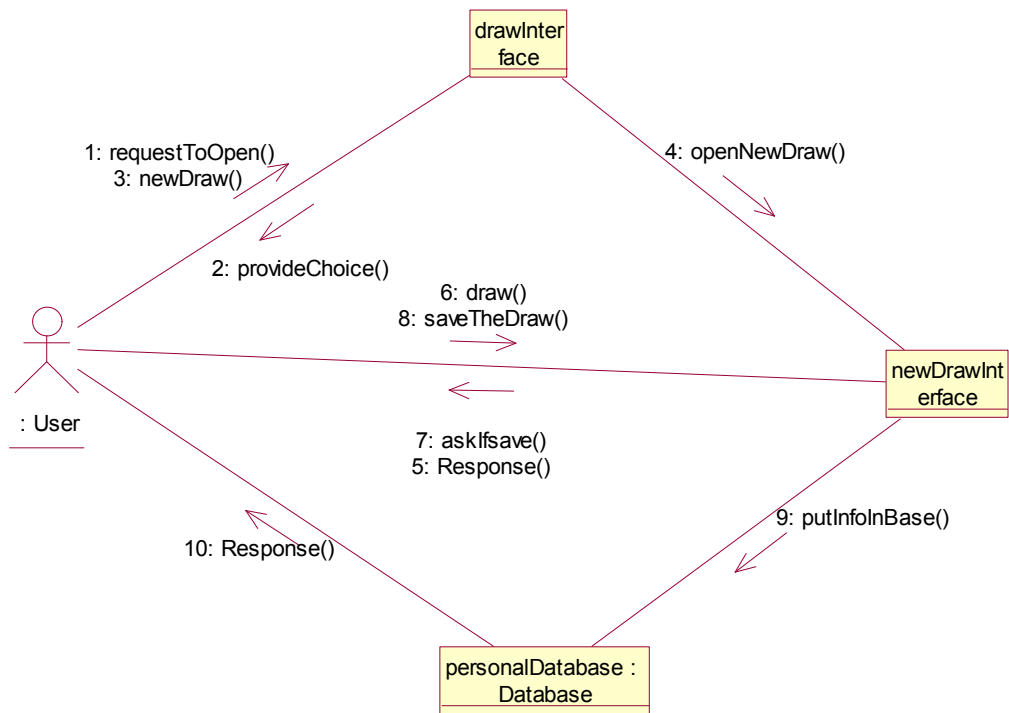 drawInter
face
1: requestToOpen()
3: newDraw()
4: openNewDraw()
2: provideChoice()
6: draw()
8: saveTheDraw()
: User
newDrawInt
erface
7: askIfsave()
5: Response()
9: putInfoInBase()
10: Response()
personalDatabase :
Database